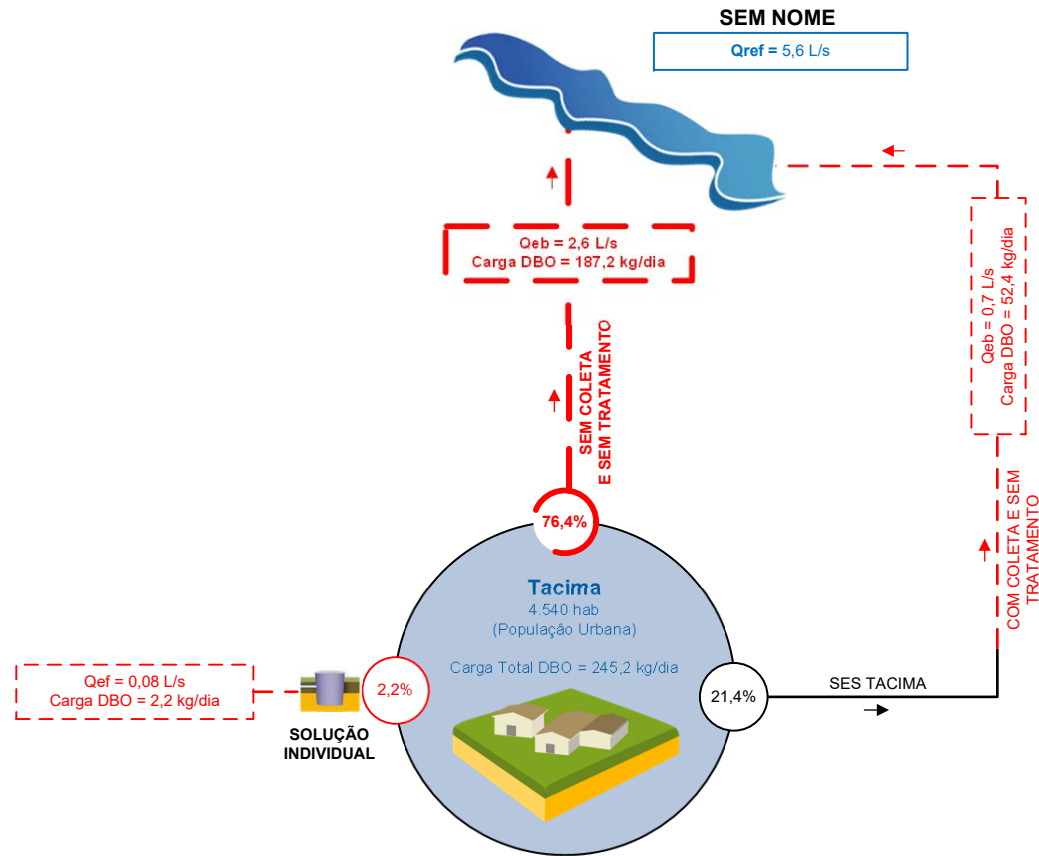 SEM NOME
Qref = 5,6 L/s
Qeb = 2,6 L/s
Carga DBO = 187,2 kg/dia
Qeb = 0,7 L/s
Carga DBO = 52,4 kg/dia
SEM COLETA
E SEM TRATAMENTO
COM COLETA E SEM
TRATAMENTO
76,4%
Tacima
4.540 hab
(População Urbana)
Carga Total DBO = 245,2 kg/dia
Qef = 0,08 L/s
Carga DBO = 2,2 kg/dia
2,2%
SOLUÇÃO
INDIVIDUAL
21,4%
SES TACIMA